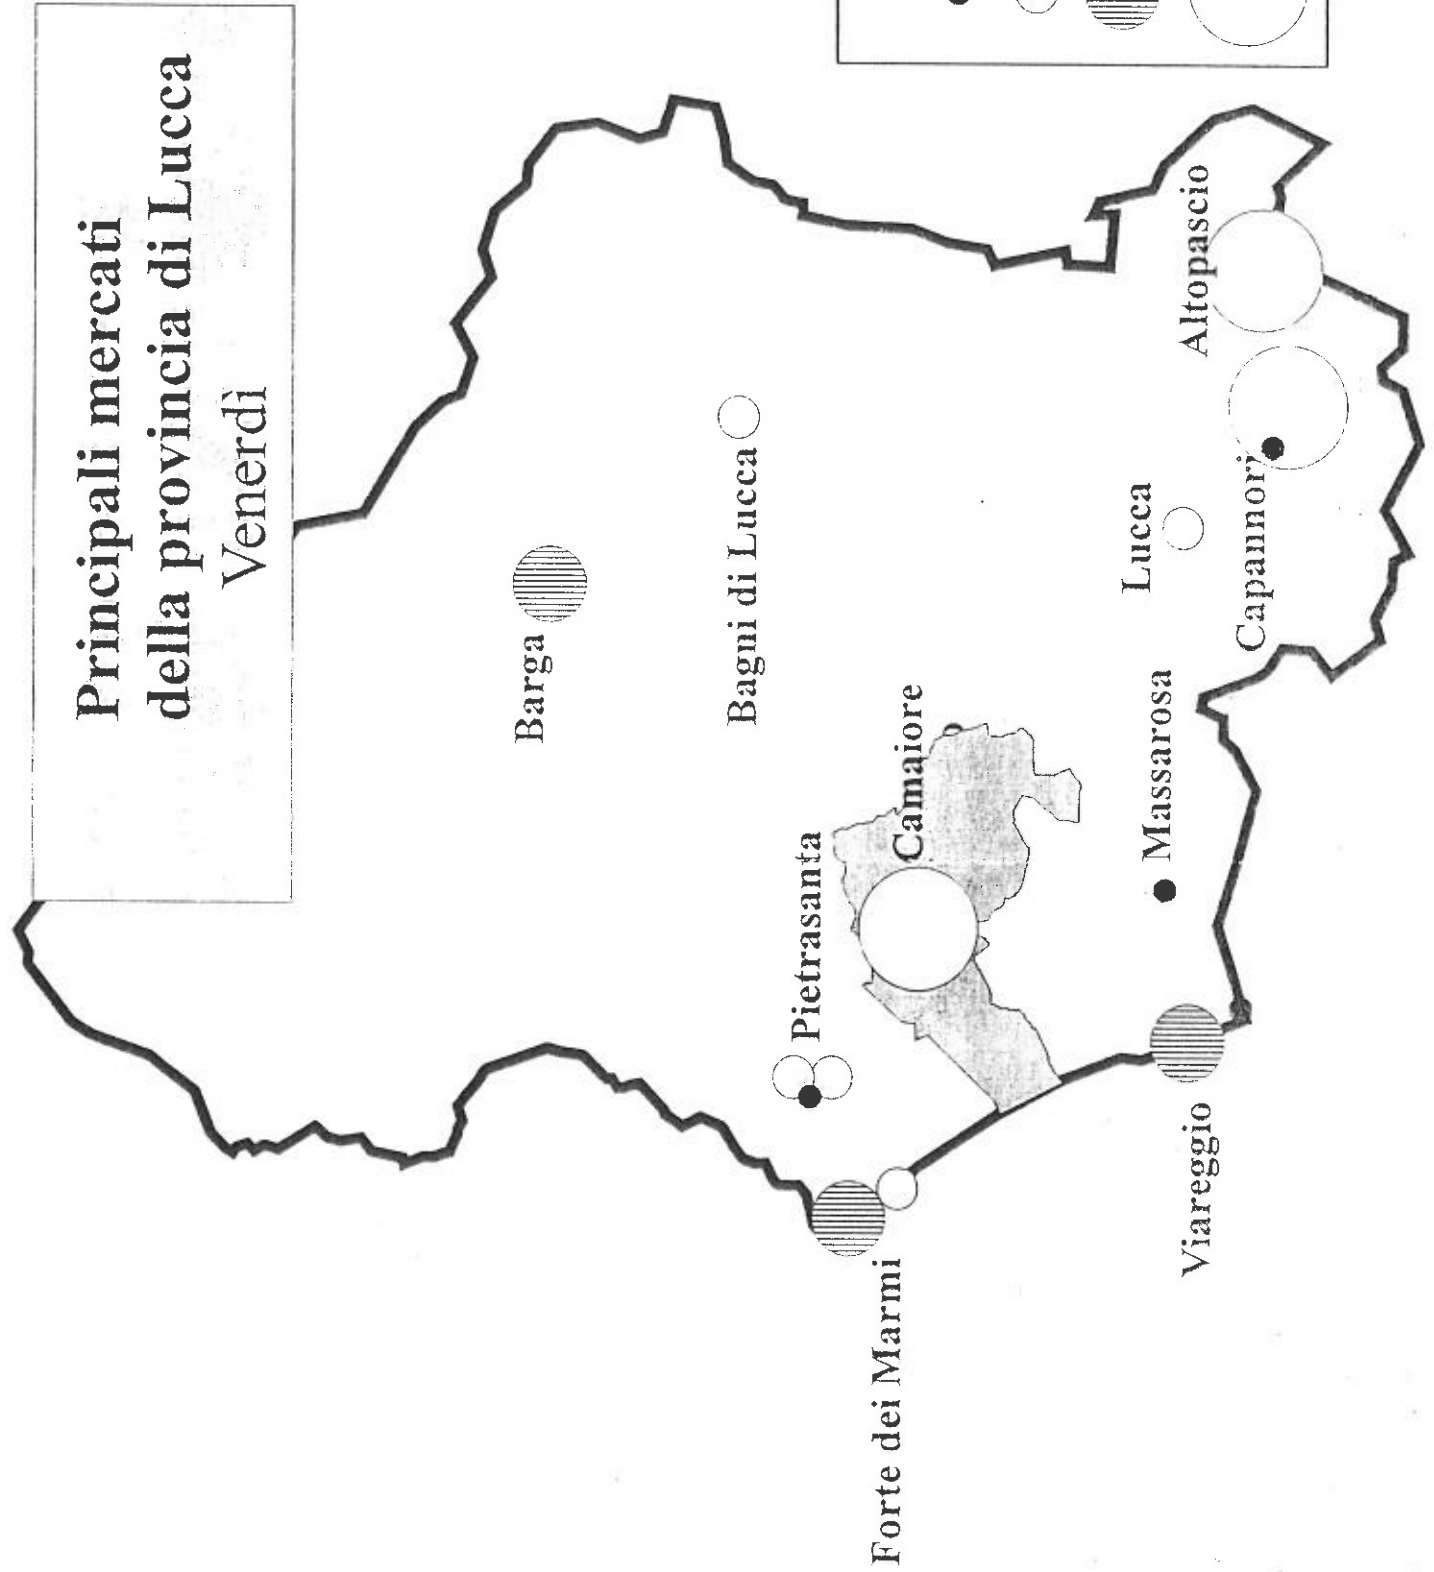 Principali mercati
della provincia di Lucca
Venerdì
Barga
Bagni di Lucca
Pietrasanta
Camaiore
Forte dei Marmi
Viareggio
Massarosa
Lucca
Capannori
Altopascio